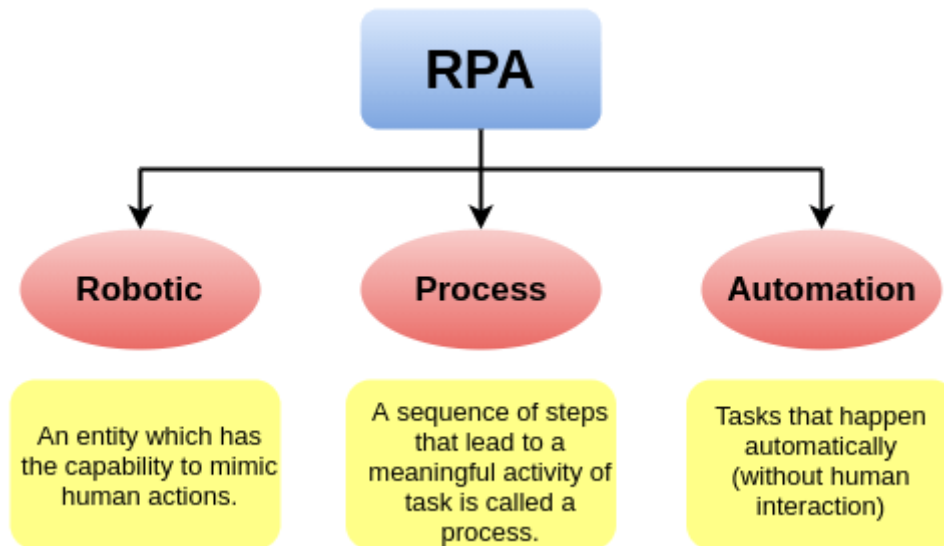 RPA
Robotic
Process
Automation
An entity which has
the capability to mimic
human actions.
A sequence of steps
that lead to a
meaningful activity of
task is called a
process.
Tasks that happen
automatically
(without human
interaction)